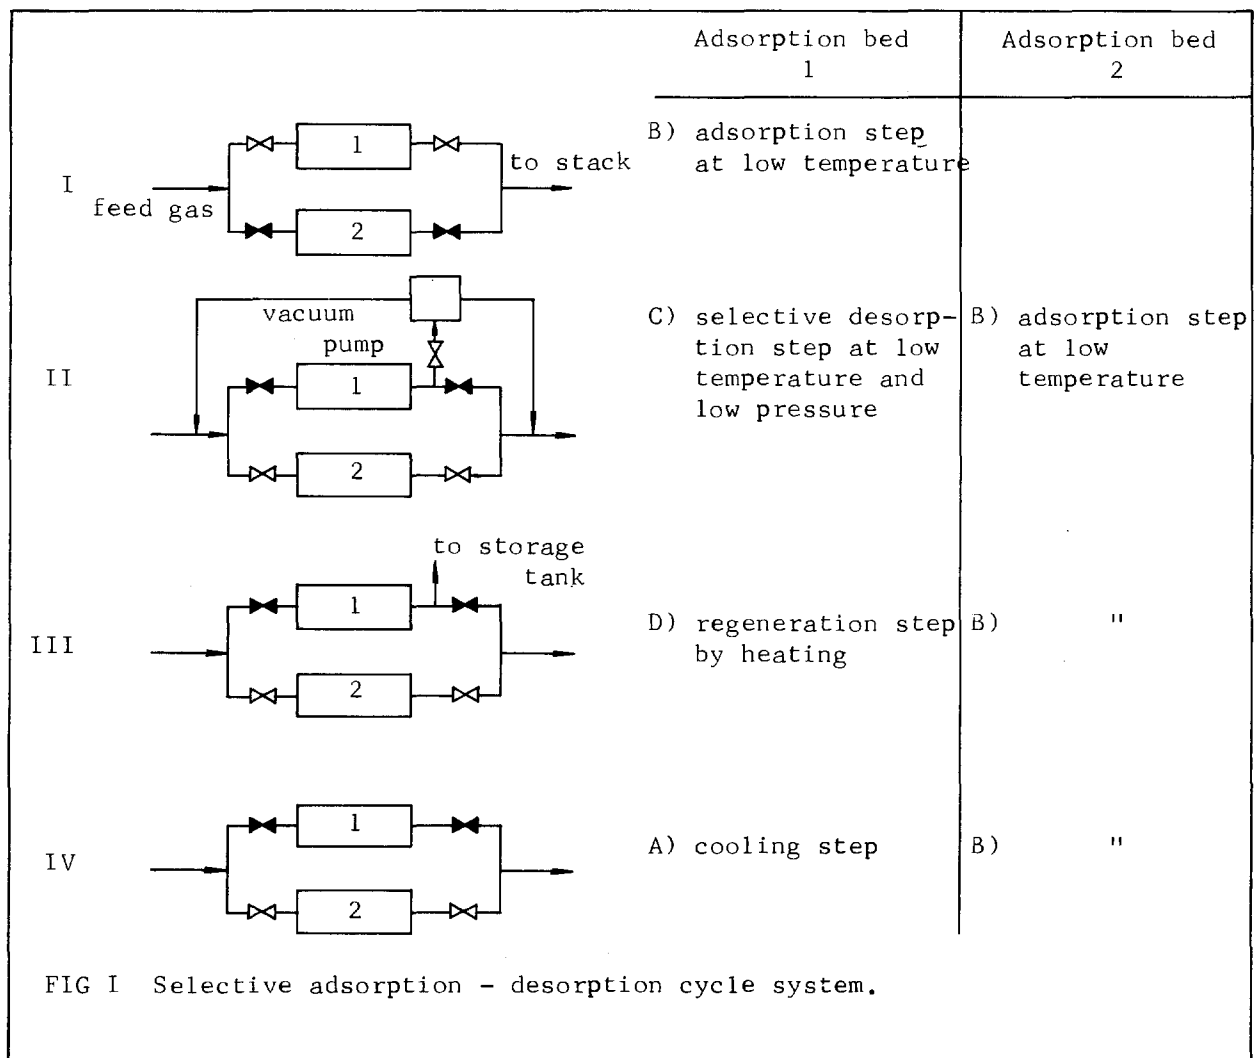 Adsorption bed
1
Adsorption bed
2
I
feed gas
1
2
to stack
B) adsorption step
at low temperature
II
vacuum
pump
1
2
C) selective desorp-
tion step at low
temperature and
low pressure
B) adsorption step
at low
temperature
III
to storage
tank
1
2
D) regeneration step
by heating
B) "
IV
1
2
A) cooling step
B) "
FIG I Selective adsorption - desorption cycle system.